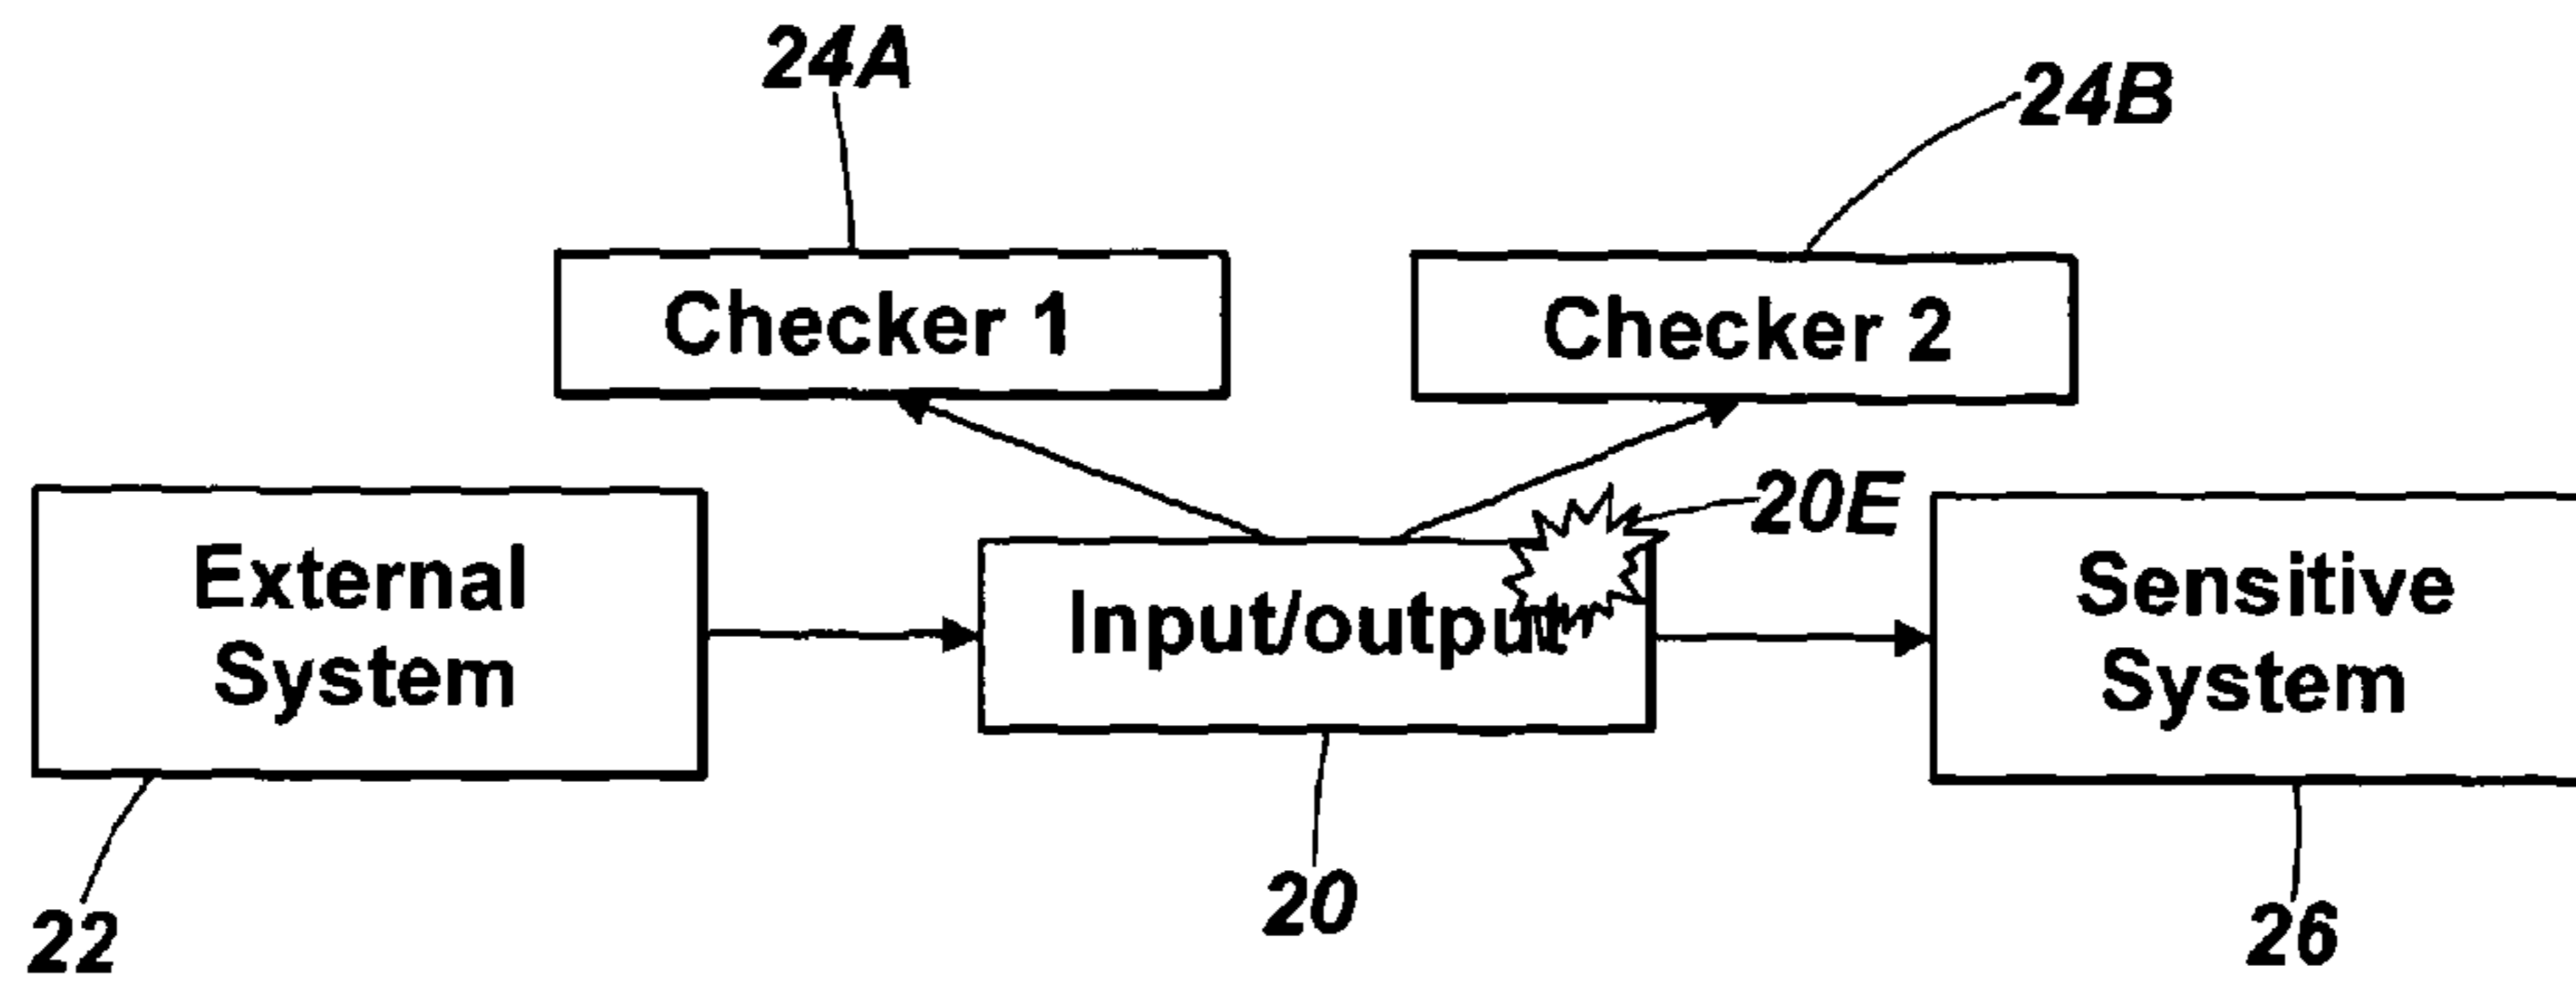 24A
24B
Checker 1
Checker 2
20E
External
System
Input/output
Sensitive
System
22
20
26